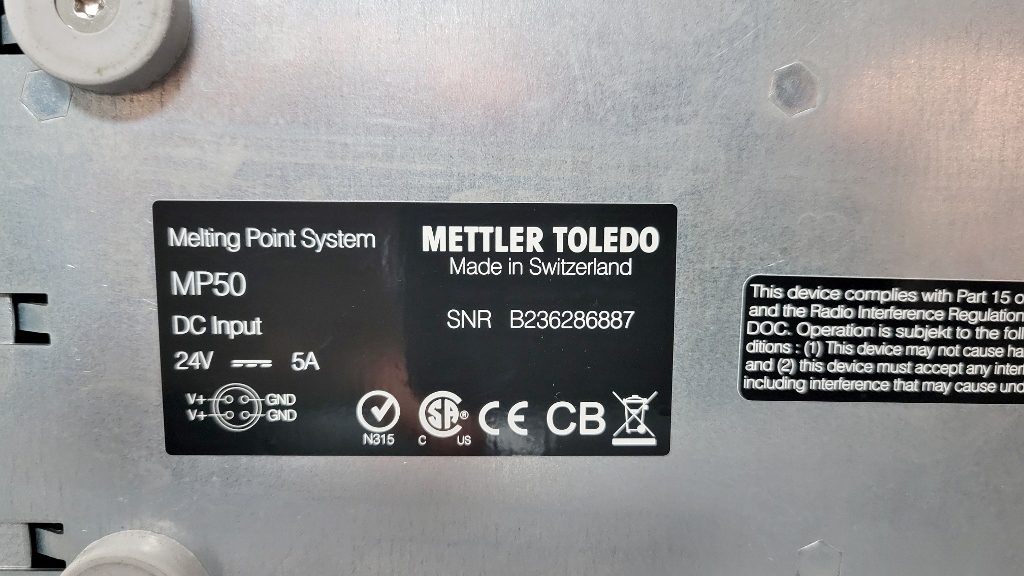 Melting Point System
MP50
DC Input
24V 5A
V+ GND
V+ GND
METTLER TOLEDO
Made in Switzerland
SNR B236286887
N315
C SA® US
CE
CB
This device complies with Part 15 o
and the Radio Interference Regulation
DOC. Operation is subjekt to the foll
ditions : (1) This device may not cause ha
and (2) this device must accept any inter
including interference that may cause und